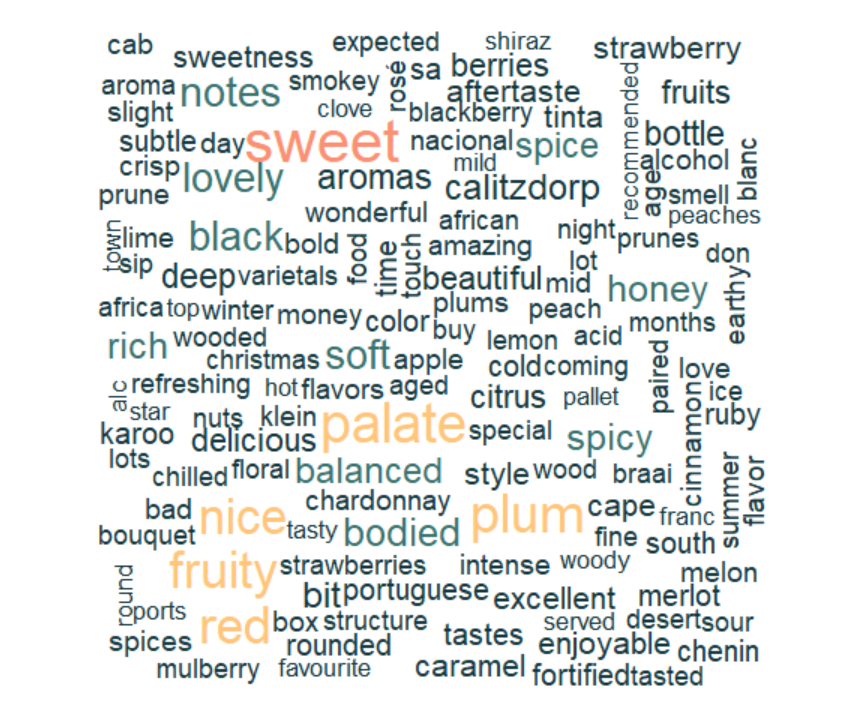 cab sweetness expected shiraz strawberry
aroma notes smokey rosé sa berries aftertaste recommended fruits
slight clove blackberry tinta
subtle day sweet nacional spice bottle
crisp lovely mild alcohol blanc
prune aromas calitzdorp age smell
wonderful african peaches
town lime black bold food time touch amazing night prunes
sip deep varietals beautiful mid lot don
honey earthy
africa top winter money color plums peach months
rich wooded buy lemon acid
christmas soft apple cold coming paired love
alc refreshing hot flavors aged citrus pallet cinnamon ice
star nuts klein palate special ruby
karoo delicious spicy
lots chilled floral balanced style wood braai summer flavor
bad nice chardonnay plum cape franc
bouquet tasty bodied fine south
fruity strawberries intense woody melon
round bit portuguese excellent merlot
ports red box structure served desert sour
spices rounded tastes enjoyable chenin
mulberry favourite caramel fortified tasted